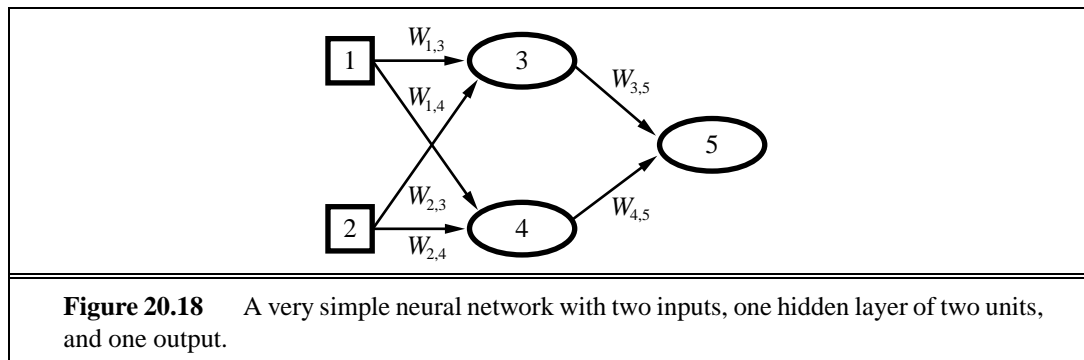 W1,3
1
3
W1,4
W3,5
5
W2,3
2
4
W4,5
W2,4
Figure 20.18 A very simple neural network with two inputs, one hidden layer of two units,
and one output.